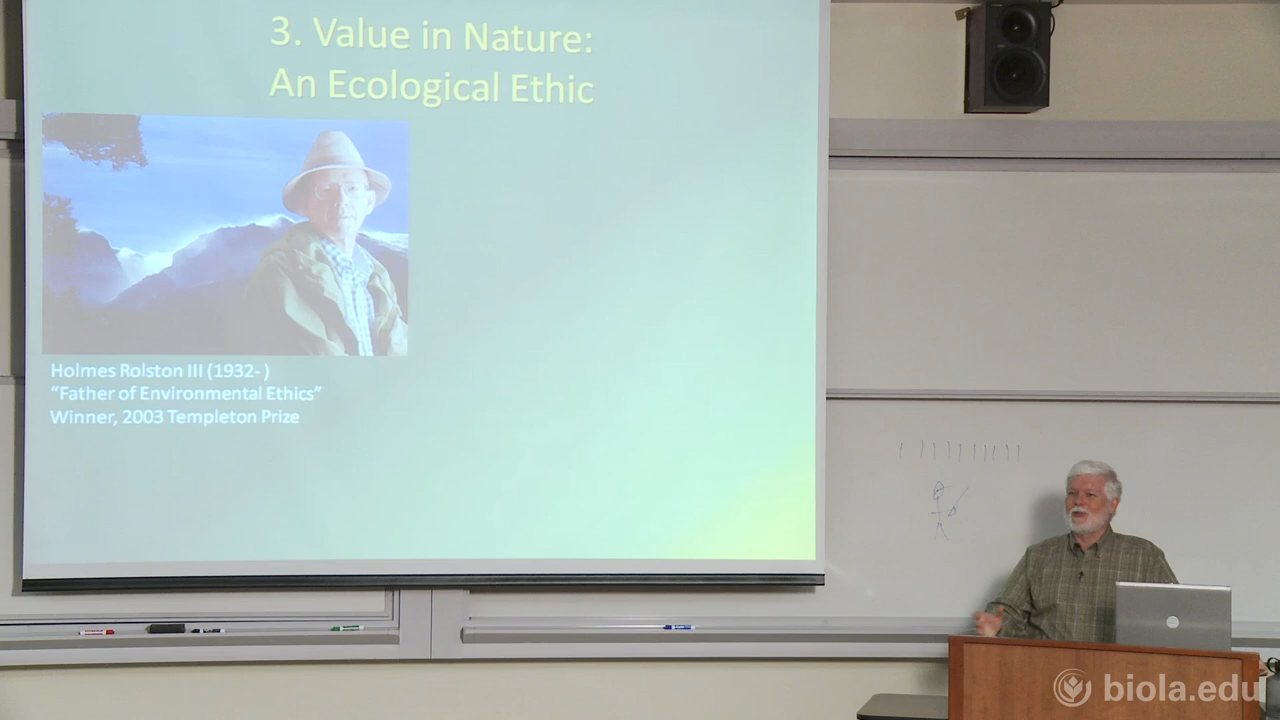 3. Value in Nature:
An Ecological Ethic
Holmes Rolston III (1932- )
“Father of Environmental Ethics”
Winner, 2003 Templeton Prize
biola.edu